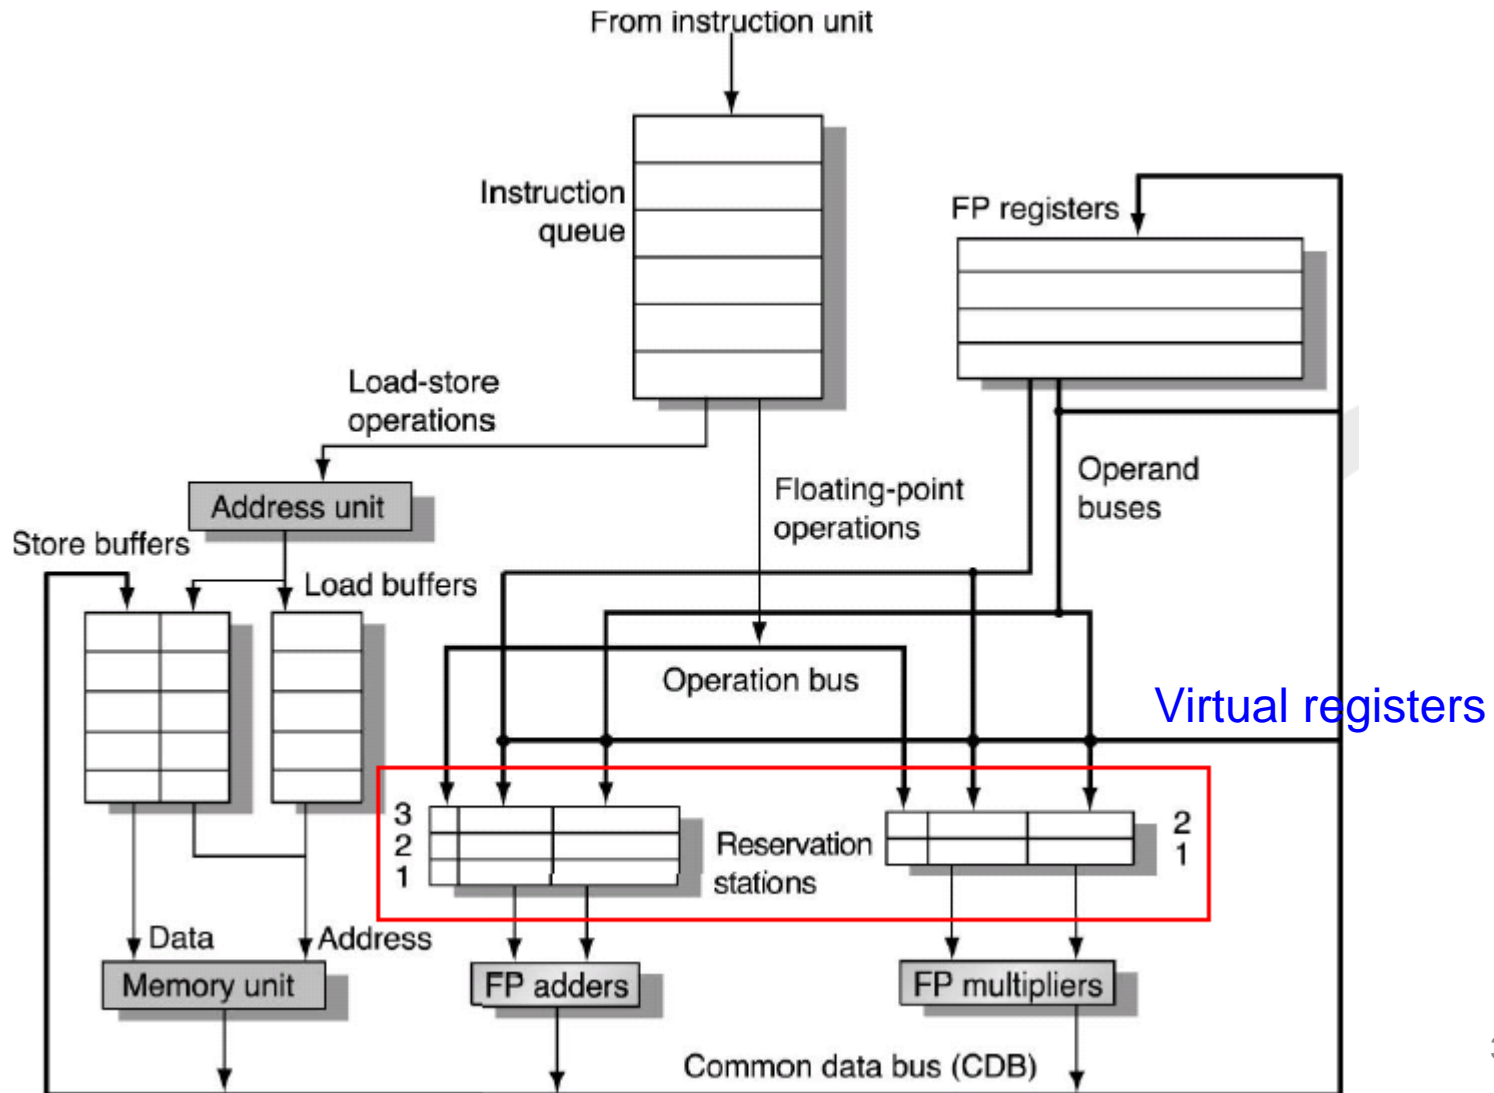 From instruction unit
Instruction
queue
FP registers
Load-store
operations
Operand
buses
Floating-point
operations
Address unit
Store buffers
Load buffers
Operation bus
Virtual registers
3
2
1
Reservation
stations
2
1
Data
Address
Memory unit
FP adders
FP multipliers
Common data bus (CDB)